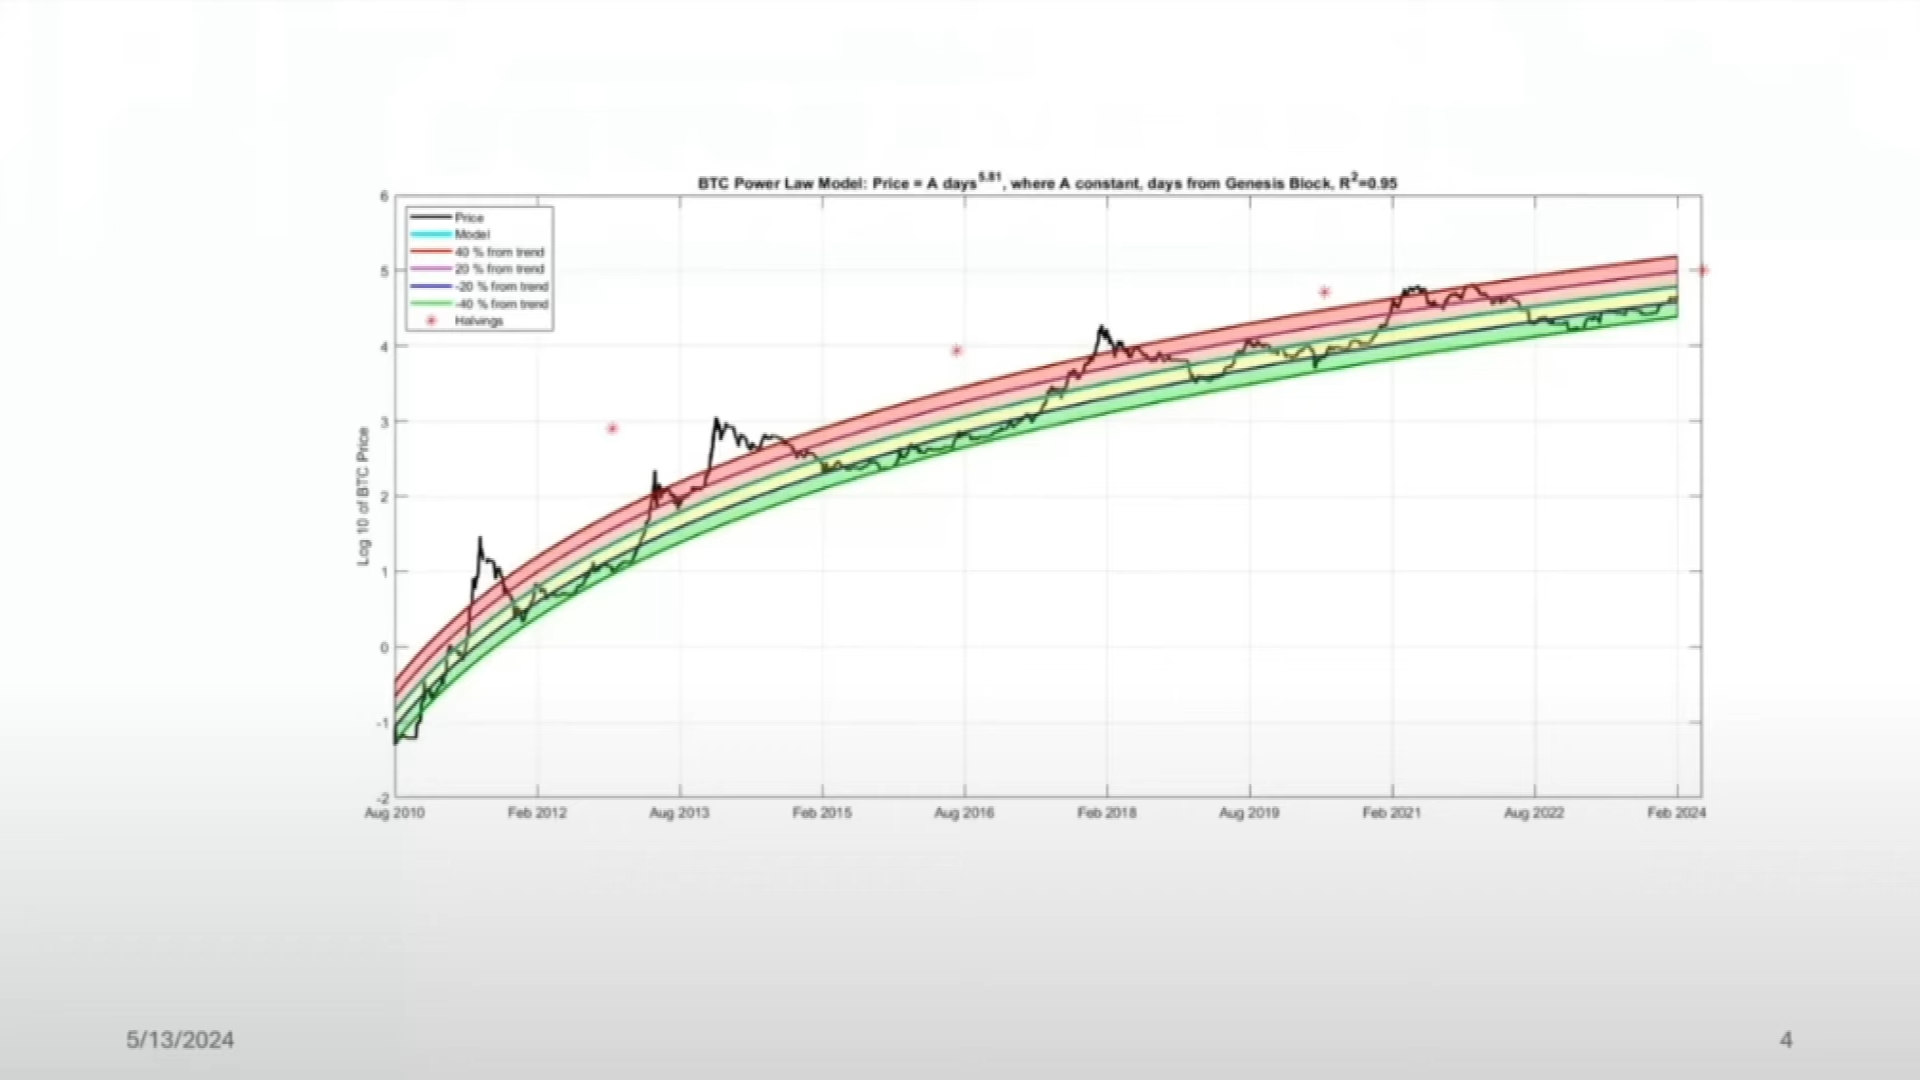 BTC Power Law Model: Price = A days^5.81, where A constant, days from Genesis Block, R^2=0.95
6
5
4
3
2
1
0
-1
-2
Log 10 of BTC Price
Price
Model
40 % from trend
20 % from trend
-20 % from trend
-40 % from trend
Halvings
Aug 2010 Feb 2012 Aug 2013 Feb 2015 Aug 2016 Feb 2018 Aug 2019 Feb 2021 Aug 2022 Feb 2024
5/13/2024 4